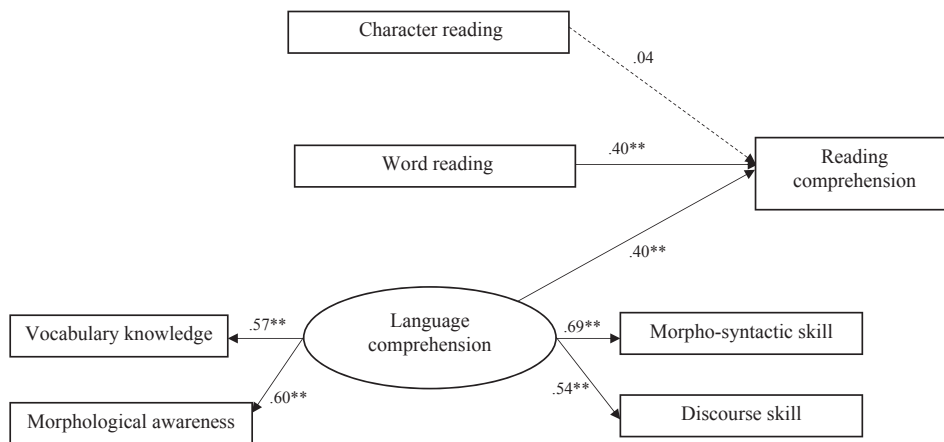 Character reading
.04
Word reading
.40**
Reading
comprehension
.40**
Language
comprehension
Vocabulary knowledge
.57**
.69**
Morpho-syntactic skill
Morphological awareness
.60**
.54**
Discourse skill